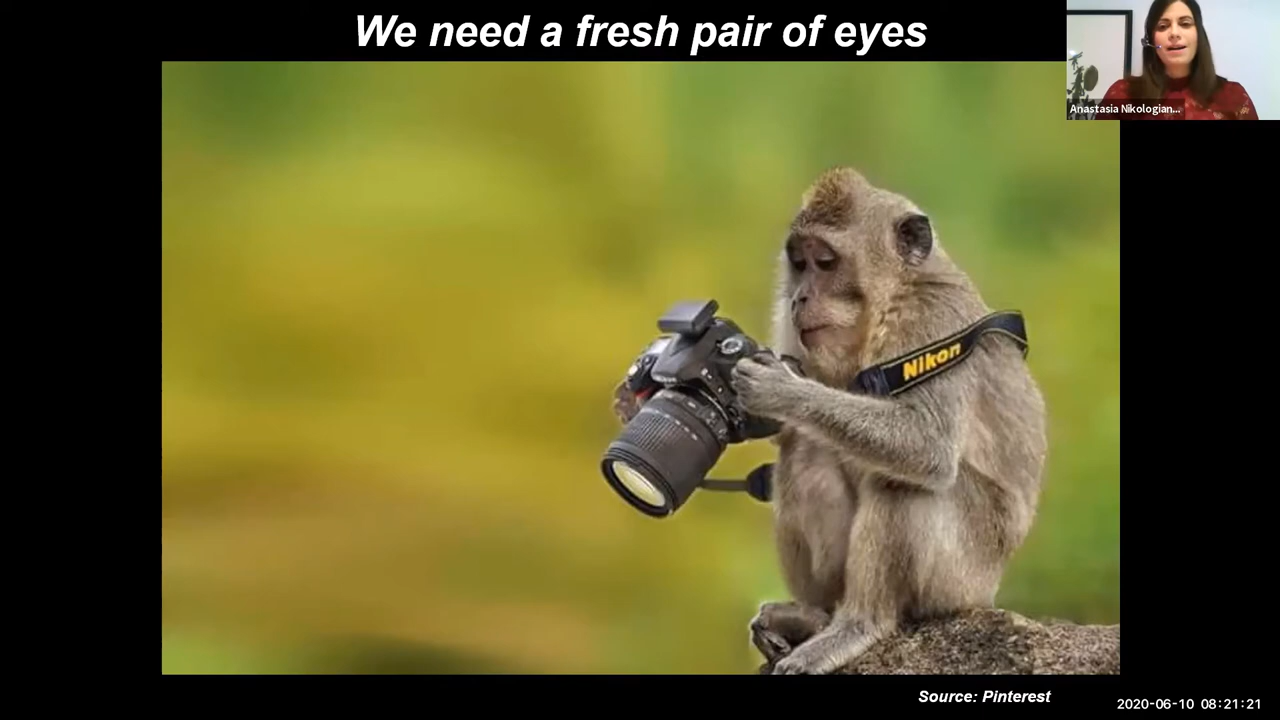 We need a fresh pair of eyes
Anastasia Nikologian...
Nikon
Source: Pinterest
2020-06-10 08:21:21